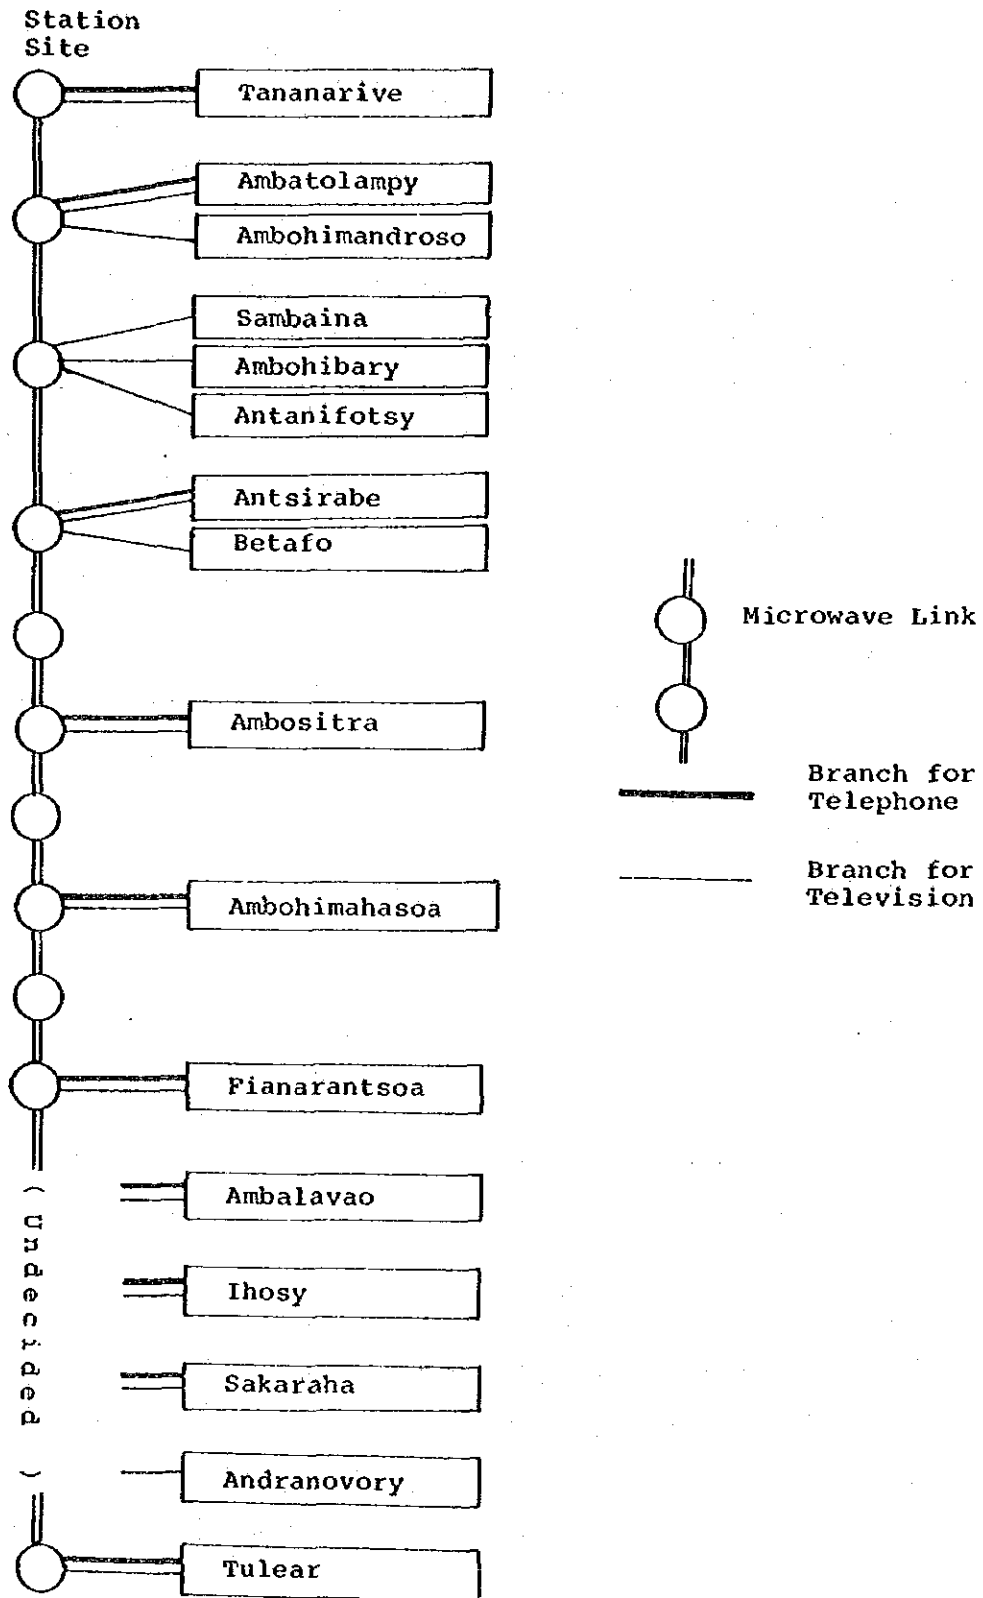 Station
Site
Tananarive
Ambatolampy
Ambohimandroso
Sambaina
Ambohibary
Antanifotsy
Antsirabe
Betafo
Microwave Link
Ambositra
Branch for
Telephone
Branch for
Television
Ambohimahasoa
Fianarantsoa
(Undecided)
Ambalavao
Ihosy
Sakaraha
Andranovory
Tulear